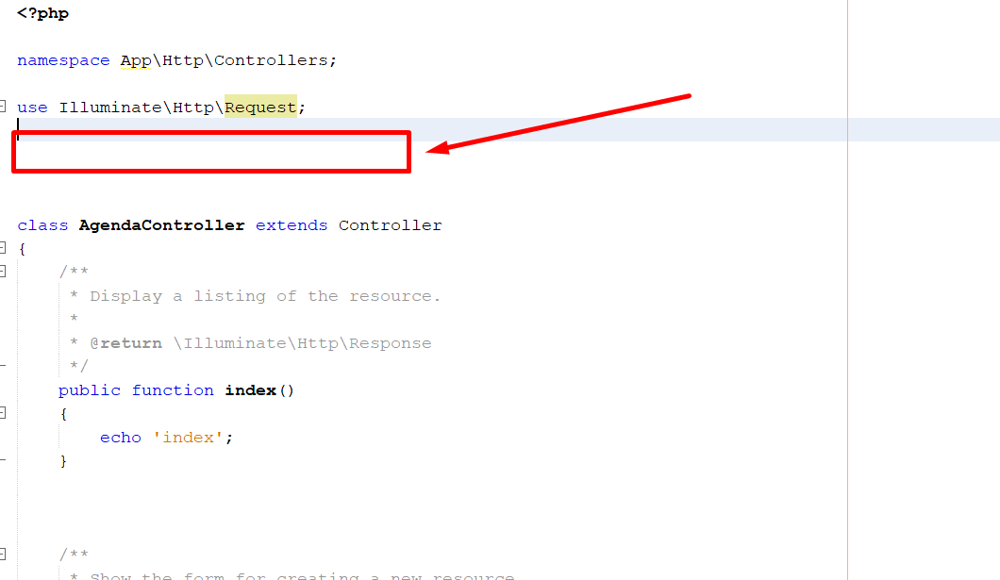 <?php
namespace App\Http\Controllers;
use Illuminate\Http\Request;
class AgendaController extends Controller
{
/**
* Display a listing of the resource.
*
* @return \Illuminate\Http\Response
*/
public function index()
{
echo 'index';
}
/**
* Show the form for creating a new resource.